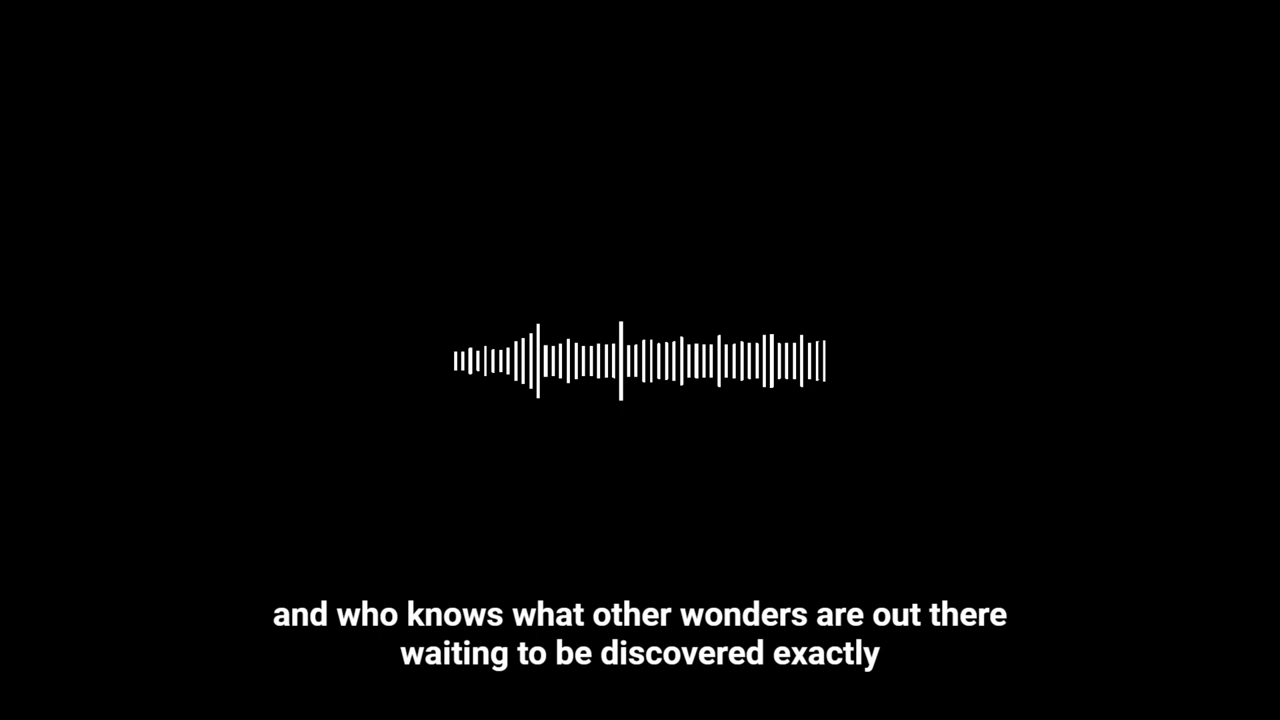 and who knows what other wonders are out there
waiting to be discovered exactly